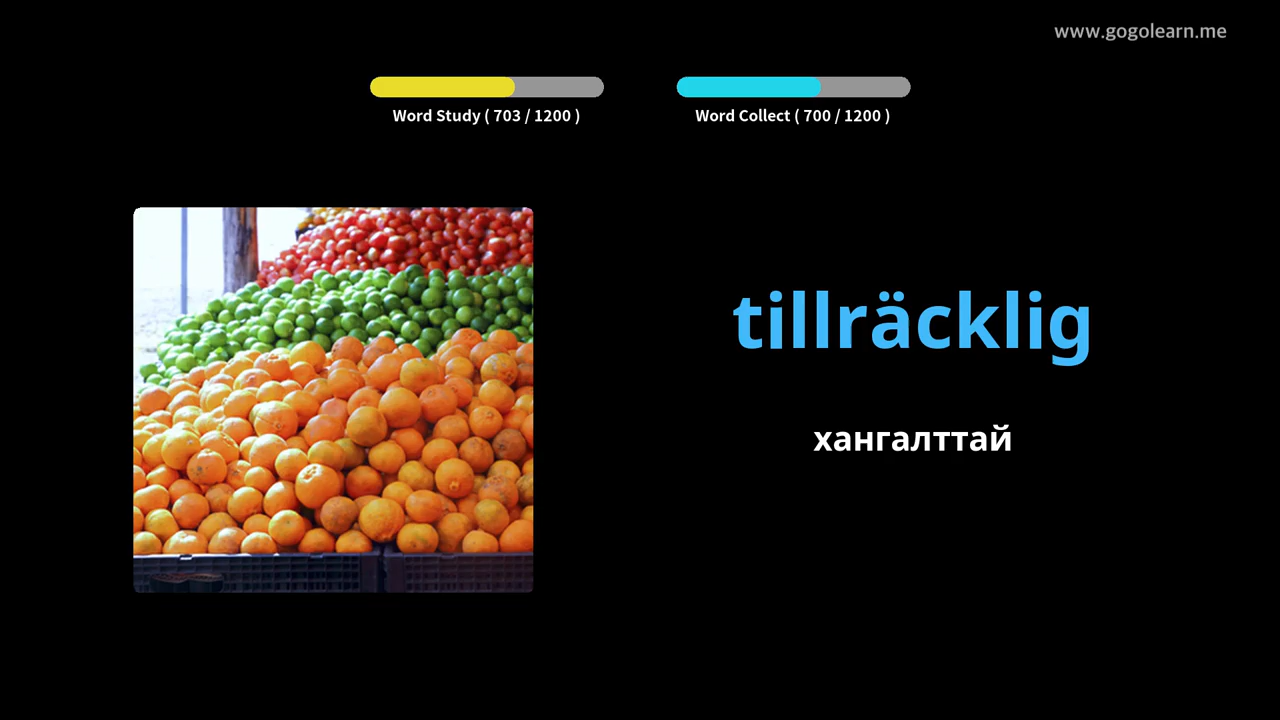 www.gogolearn.me
Word Study ( 703 / 1200 )
Word Collect ( 700 / 1200 )
tillräcklig
хангалттай